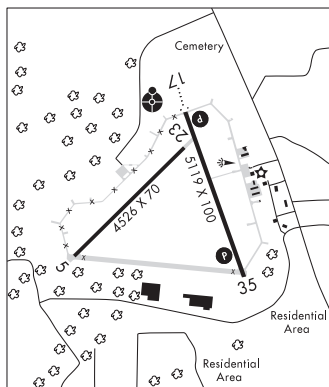 Cemetery
17
P
23
5119 X 100
4526 X 70
P
5
35
Residential
Area
Residential
Area